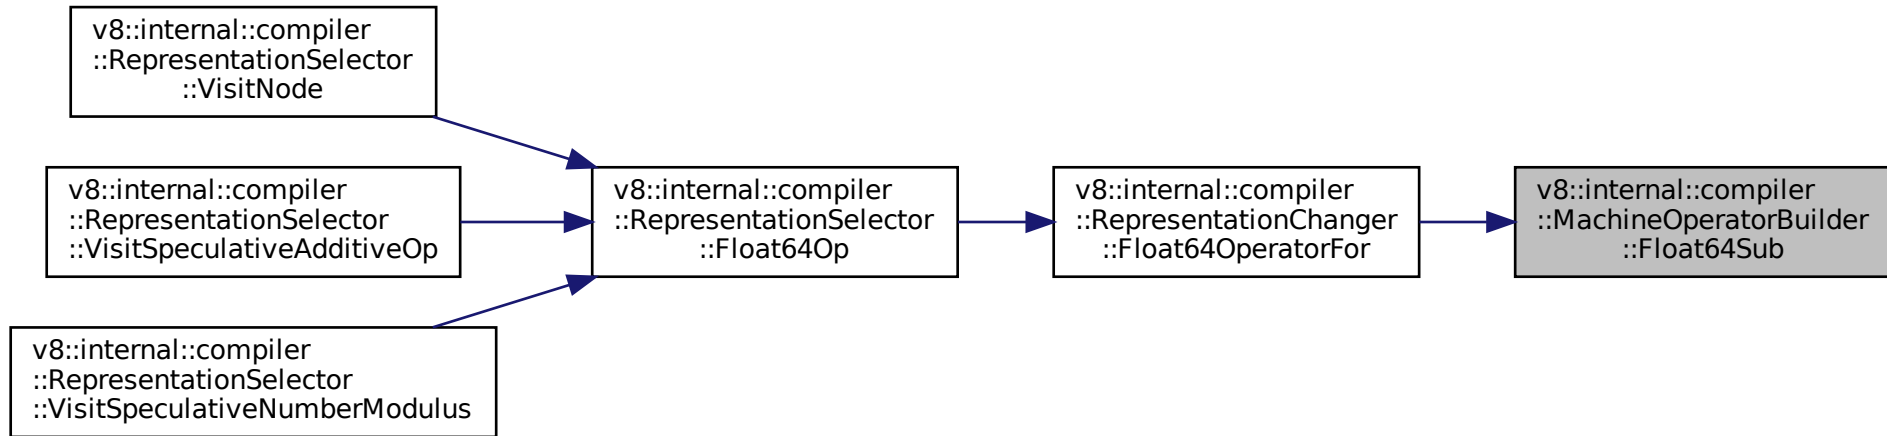 v8::internal::compiler
::RepresentationSelector
::VisitNode
v8::internal::compiler
::RepresentationSelector
::VisitSpeculativeAdditiveOp
v8::internal::compiler
::RepresentationSelector
::VisitSpeculativeNumberModulus
v8::internal::compiler
::RepresentationSelector
::Float64Op
v8::internal::compiler
::RepresentationChanger
::Float64OperatorFor
v8::internal::compiler
::MachineOperatorBuilder
::Float64Sub